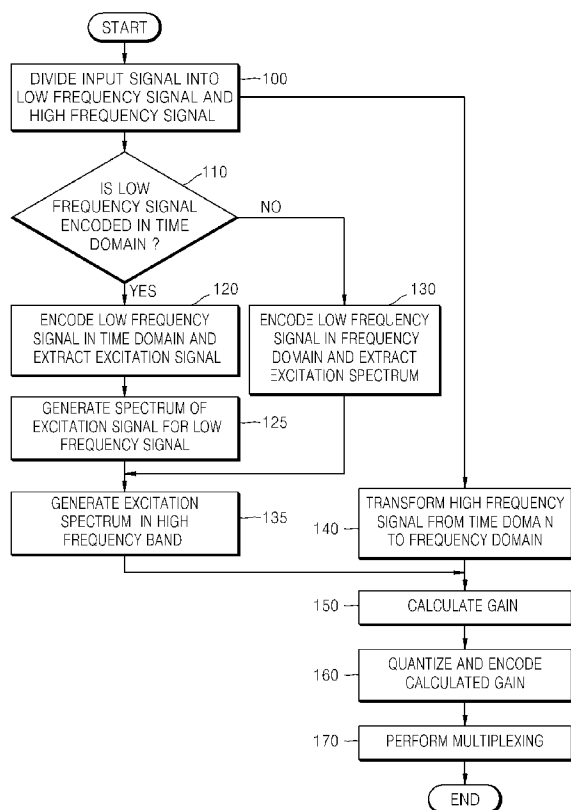 START
DIVIDE INPUT SIGNAL INTO
LOW FREQUENCY SIGNAL AND
HIGH FREQUENCY SIGNAL
100
IS LOW
FREQUENCY SIGNAL
ENCODED IN TIME
DOMAIN ?
110
NO
YES
120
ENCODE LOW FREQUENCY
SIGNAL IN TIME DOMAIN AND
EXTRACT EXCITATION SIGNAL
130
ENCODE LOW FREQUENCY
SIGNAL IN FREQUENCY
DOMAIN AND EXTRACT
EXCITATION SPECTRUM
GENERATE SPECTRUM OF
EXCITATION SIGNAL FOR LOW
FREQUENCY SIGNAL
125
GENERATE EXCITATION
SPECTRUM IN HIGH
FREQUENCY BAND
135
TRANSFORM HIGH FREQUENCY
SIGNAL FROM TIME DOMAIN
TO FREQUENCY DOMAIN
140
150
CALCULATE GAIN
160
QUANTIZE AND ENCODE
CALCULATED GAIN
170
PERFORM MULTIPLEXING
END